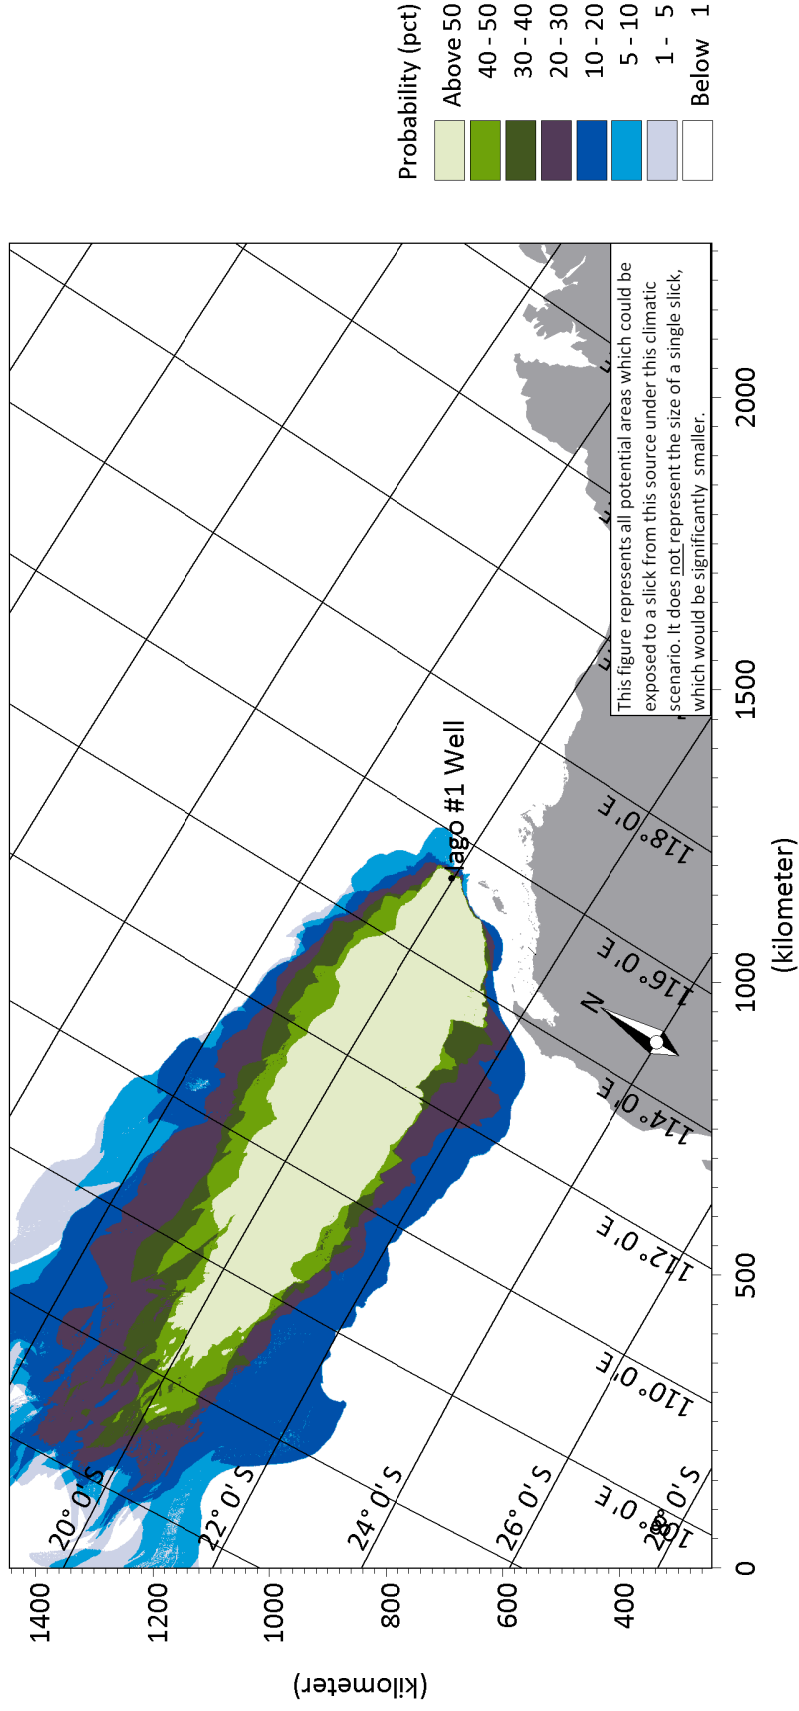 Probability (pct)
Above 50
40 - 50
30 - 40
20 - 30
10 - 20
5 - 10
1 - 5
Below 1
Iago #1 Well
This figure represents all potential areas which could be
exposed to a slick from this source under this climatic
scenario. It does not represent the size of a single slick,
which would be significantly smaller.
N
20° 0' S
22° 0' S
24° 0' S
26° 0' S
28° 0' S
110° 0' E
112° 0' E
114° 0' E
116° 0' E
118° 0' E
1400
1200
1000
800
600
400
(kilometer)
0
500
1000
1500
2000
(kilometer)